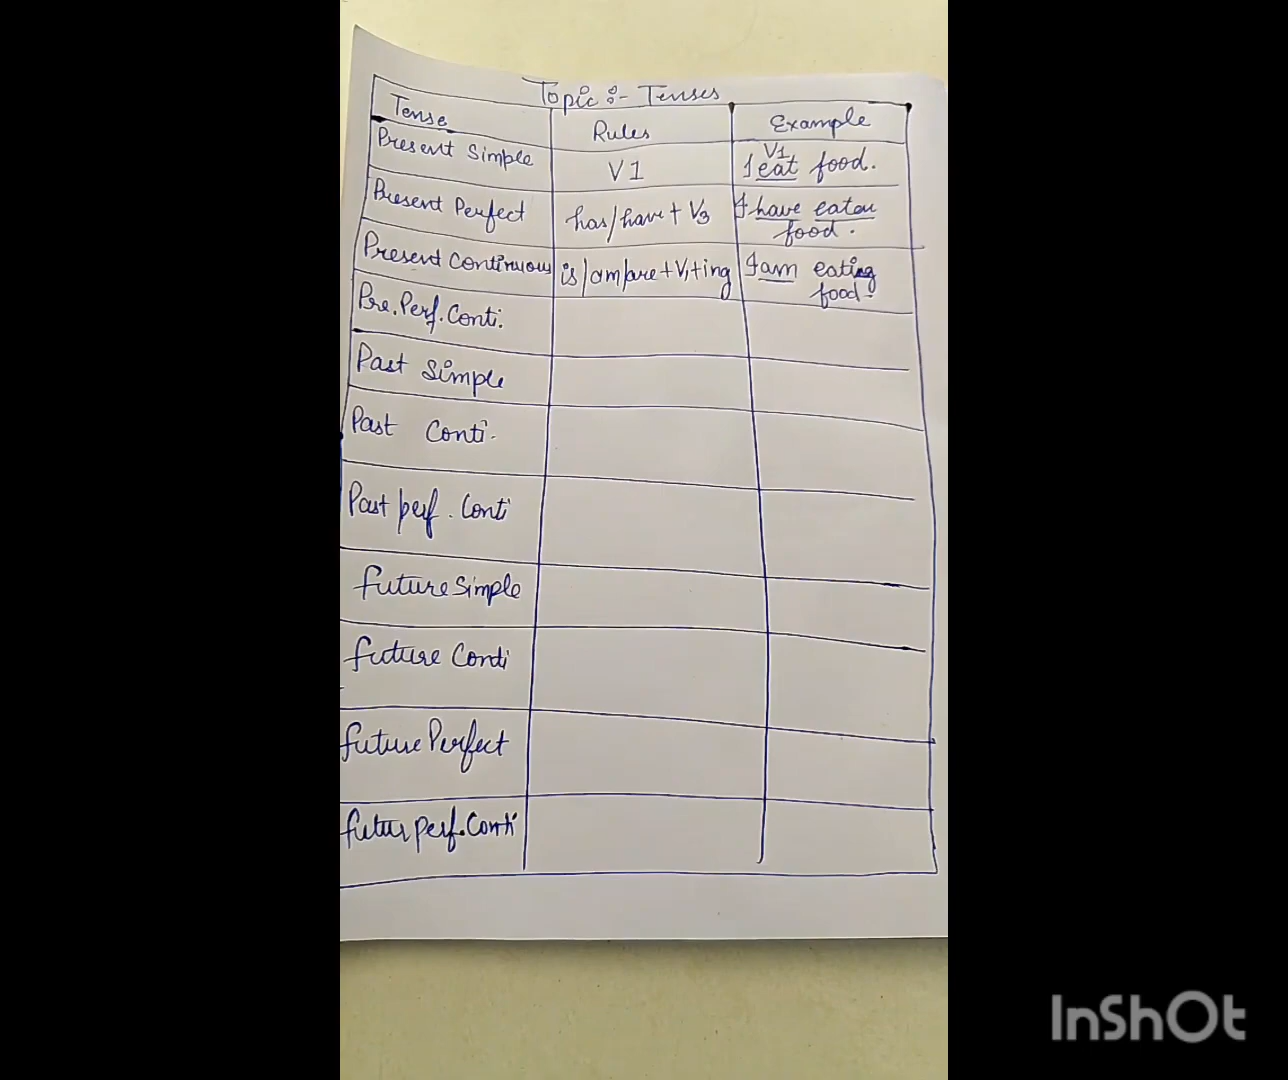 Topic :- Tenses
Tense Rules Example
Present Simple V1 V1 I eat food.
Present Perfect has/have + V3 I have eaten
food.
Present Continuous is/am/are+V1+ing I am eating
food.
Pre. Perf. Conti.
Past Simple
Past Conti.
Past perf. Conti
future Simple
future Conti
future Perfect
futur perf. Conti
InShOt